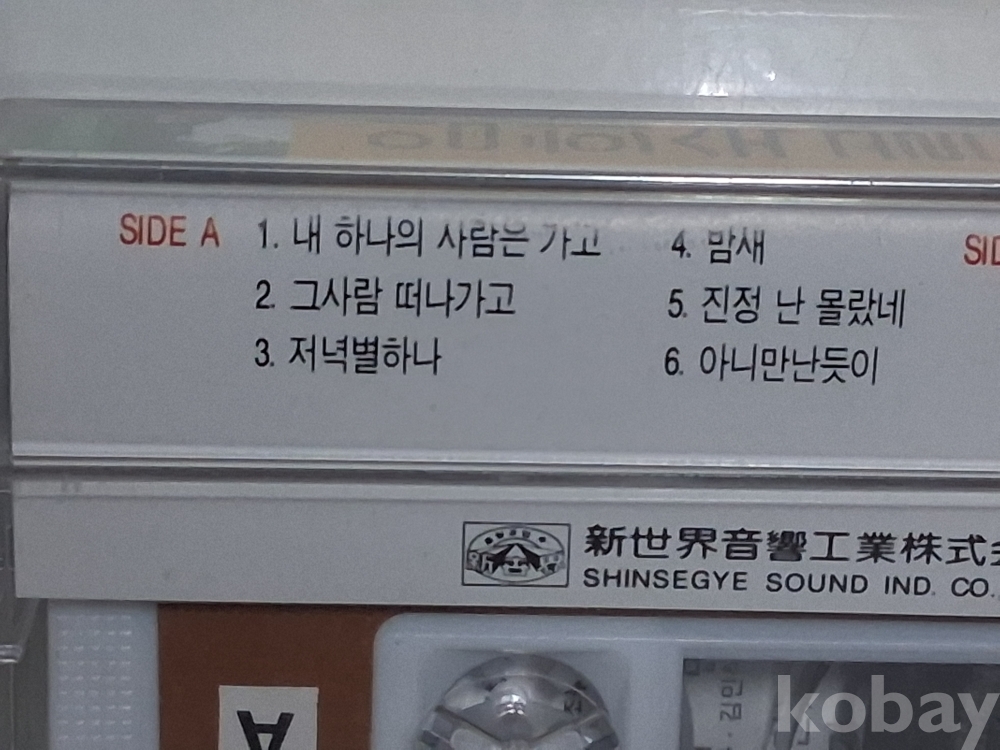 SIDE A
1. 내 하나의 사람은 가고
2. 그사람 떠나가고
3. 저녁별하나
4. 밤새
5. 진정 난 몰랐네
6. 아니만난듯이
SID
新世界音響工業株式会
SHINSEGYE SOUND IND. CO.
A
kobay